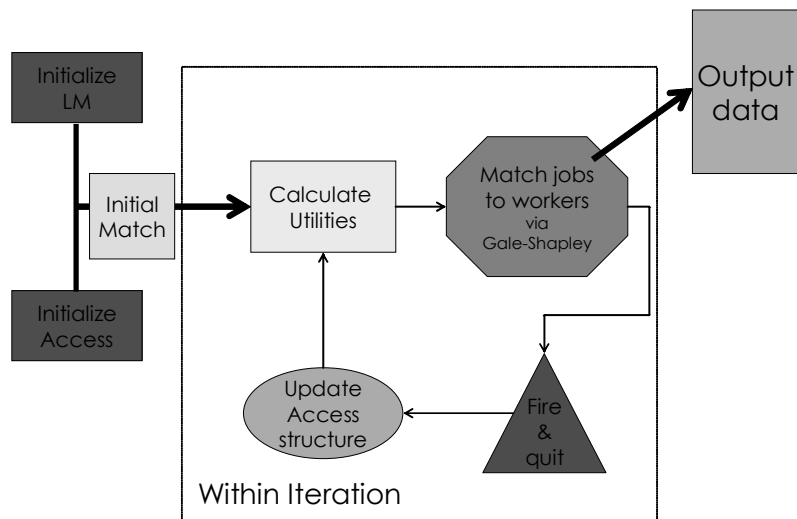 Initialize
LM
Initial
Match
Initialize
Access
Calculate
Utilities
Match jobs
to workers
via
Gale-Shapley
Output
data
Update
Access
structure
Fire
&
quit
Within Iteration